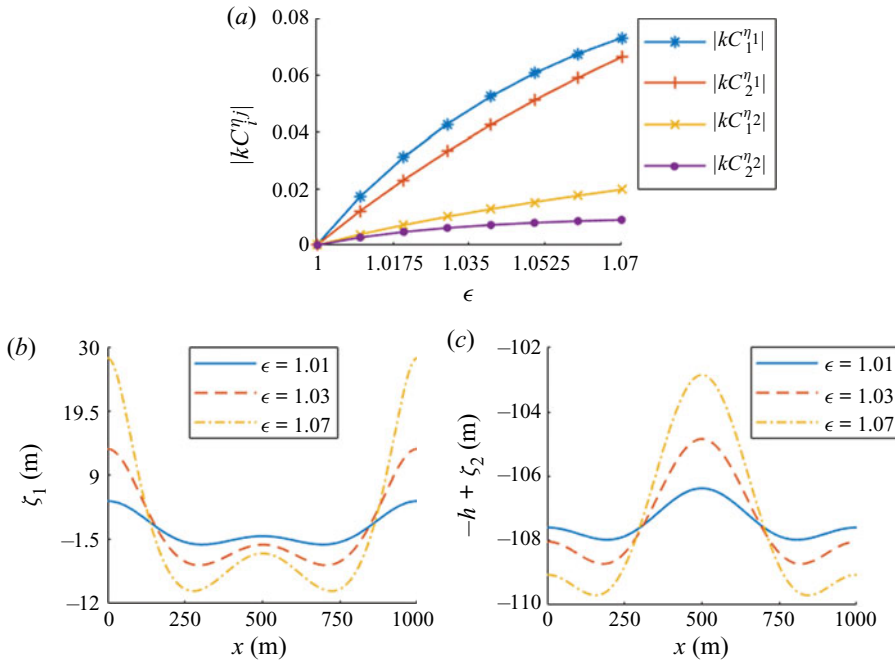 (a)
0.08
0.06
0.04
0.02
0
|kC_i^{η_j}|
1 1.0175 1.035 1.0525 1.07
ϵ
|kC_1^{η_1}|
|kC_2^{η_1}|
|kC_1^{η_2}|
|kC_2^{η_2}|
(b)
30
19.5
9
−1.5
−12
ζ_1 (m)
0 250 500 750 1000
x (m)
ϵ = 1.01
ϵ = 1.03
ϵ = 1.07
(c)
−102
−104
−106
−108
−110
−h + ζ_2 (m)
0 250 500 750 1000
x (m)
ϵ = 1.01
ϵ = 1.03
ϵ = 1.07